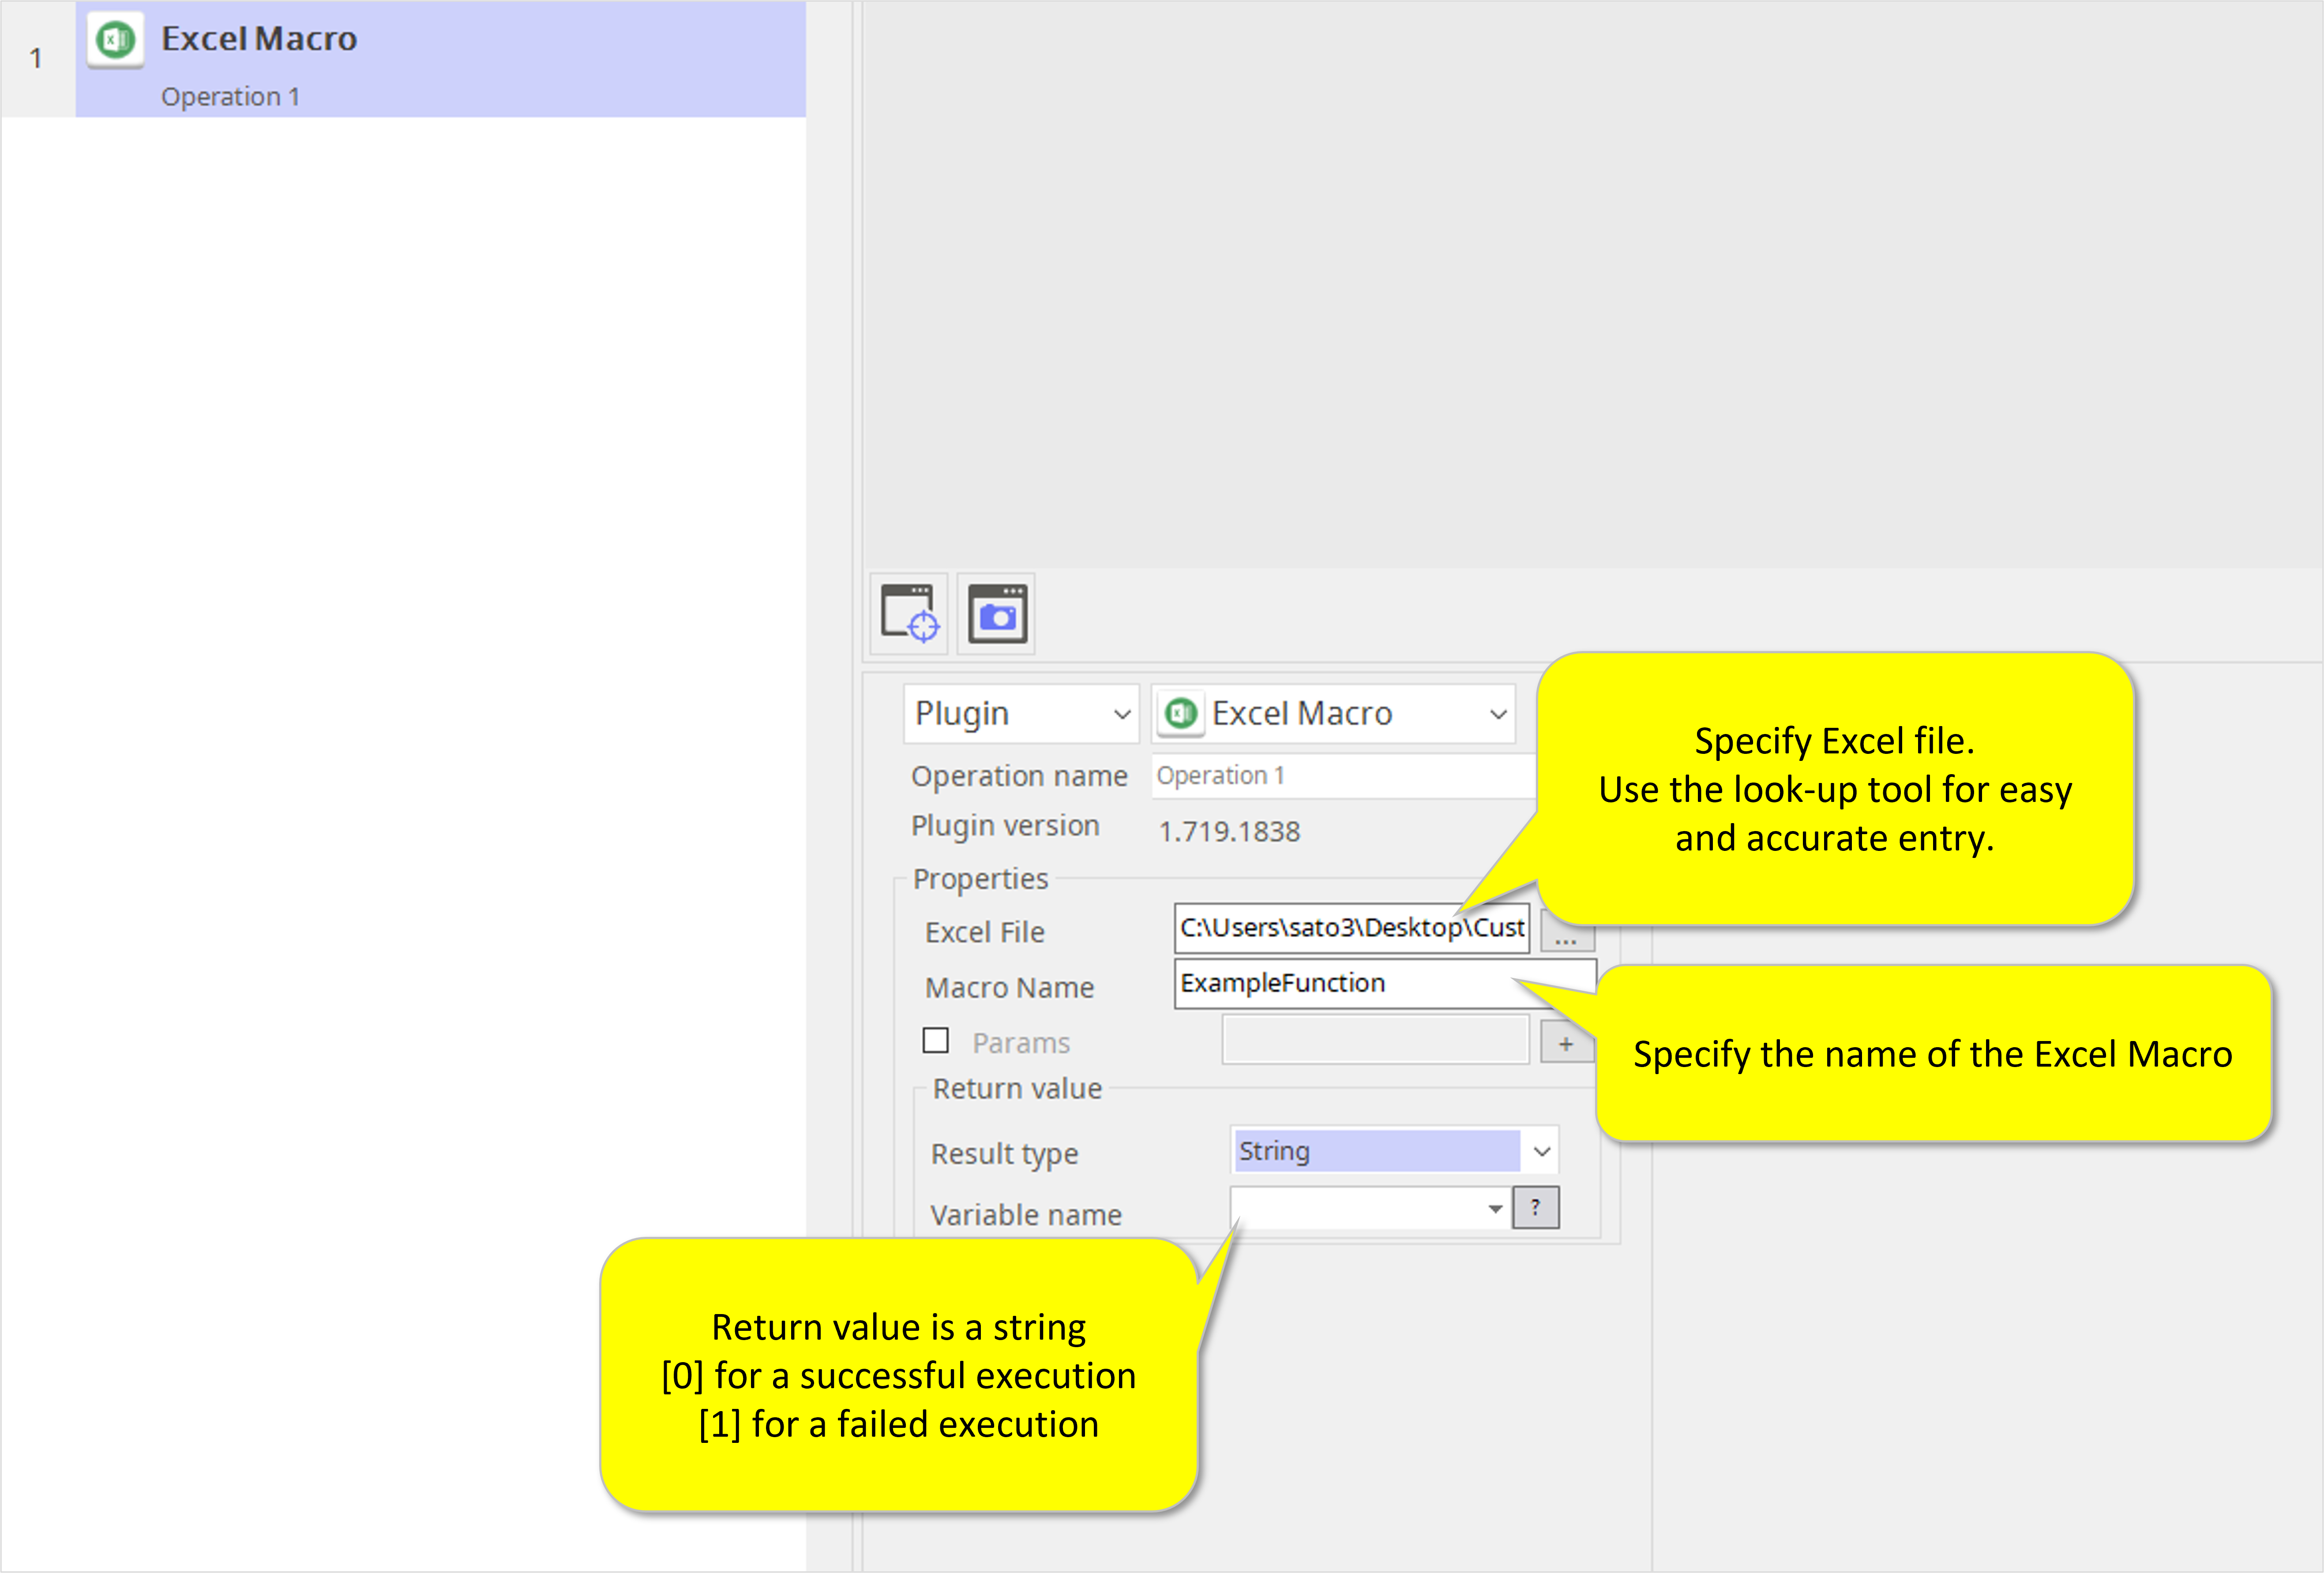 1
Excel Macro
Operation 1
Plugin
Excel Macro
Operation name
Operation 1
Plugin version
1.719.1838
Properties
Excel File
C:\Users\sato3\Desktop\Cust
...
Macro Name
ExampleFunction
Params
+
Return value
Result type
String
Variable name
?
Specify Excel file.
Use the look-up tool for easy
and accurate entry.
Specify the name of the Excel Macro
Return value is a string
[0] for a successful execution
[1] for a failed execution